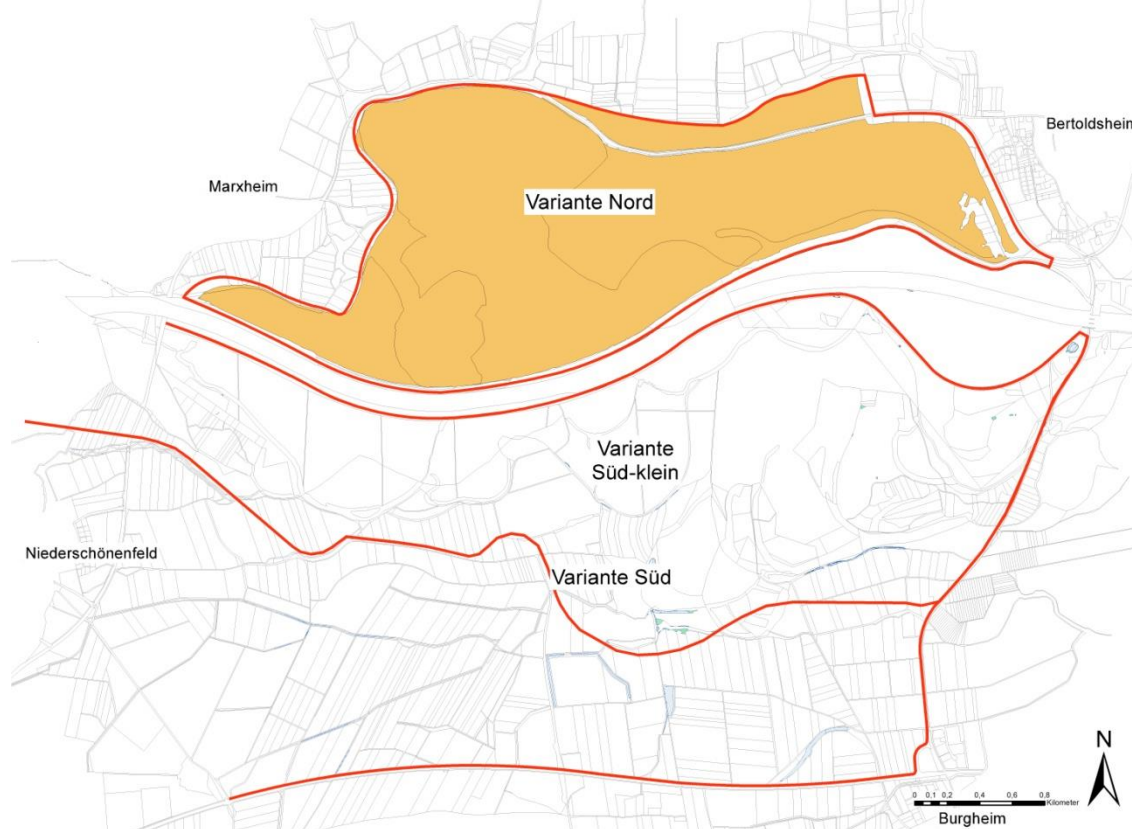 Bertoldsheim
Marxheim
Variante Nord
Variante
Süd-klein
Niederschönenfeld
Variante Süd
N
0 0,1 0,2 0,4 0,6 0,8
Kilometer
Burgheim